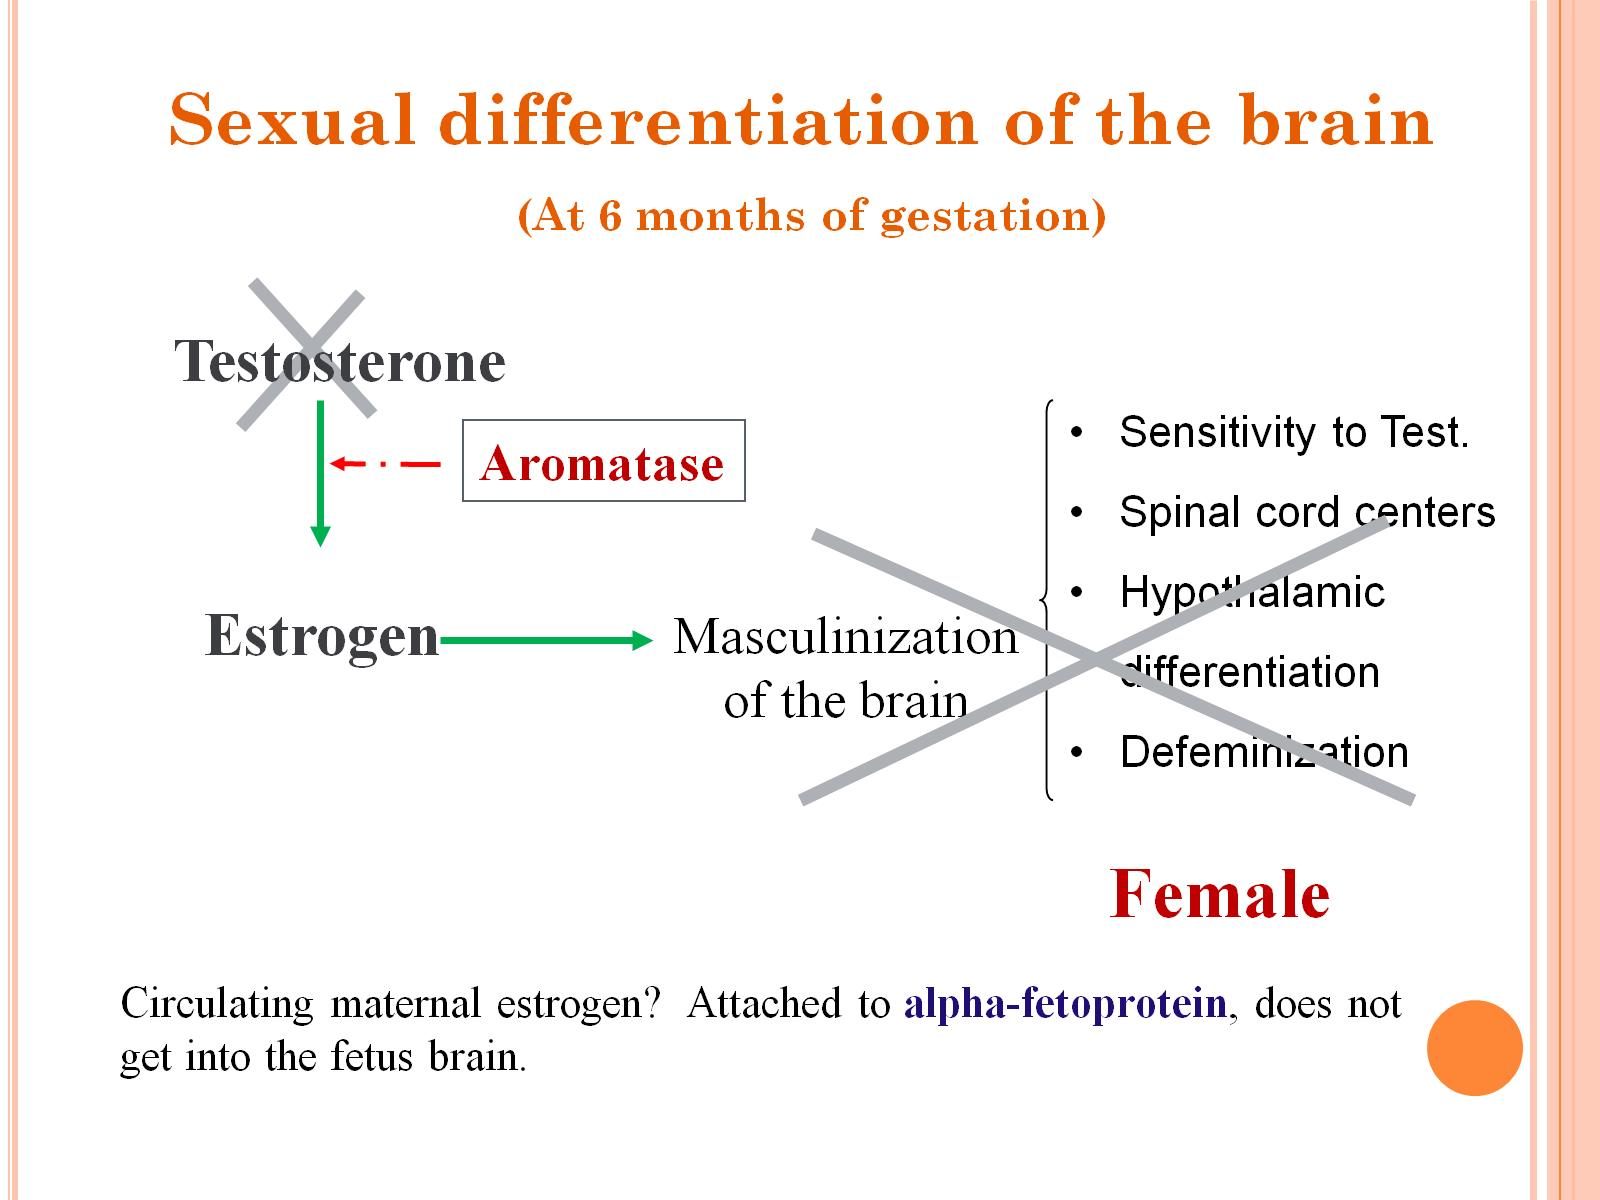 Sexual differentiation of the brain
(At 6 months of gestation)
Testosterone
Aromatase
Estrogen
Masculinization
of the brain
• Sensitivity to Test.
• Spinal cord centers
• Hypothalamic
differentiation
• Defeminization
Female
Circulating maternal estrogen? Attached to alpha-fetoprotein, does not
get into the fetus brain.